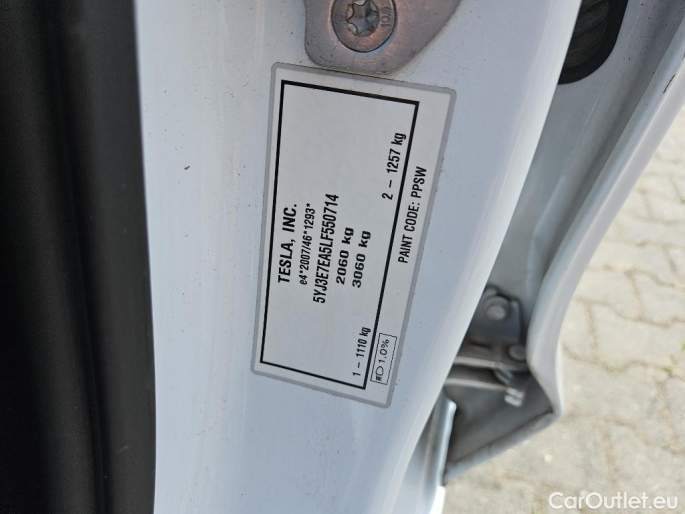 TESLA, INC.
e4*2007/46*1293*
5YJ3E7EA5LF550714
2060 kg
3060 kg
1 – 1110 kg
2 – 1257 kg
1.0%
PAINT CODE: PPSW
CarOutlet.eu